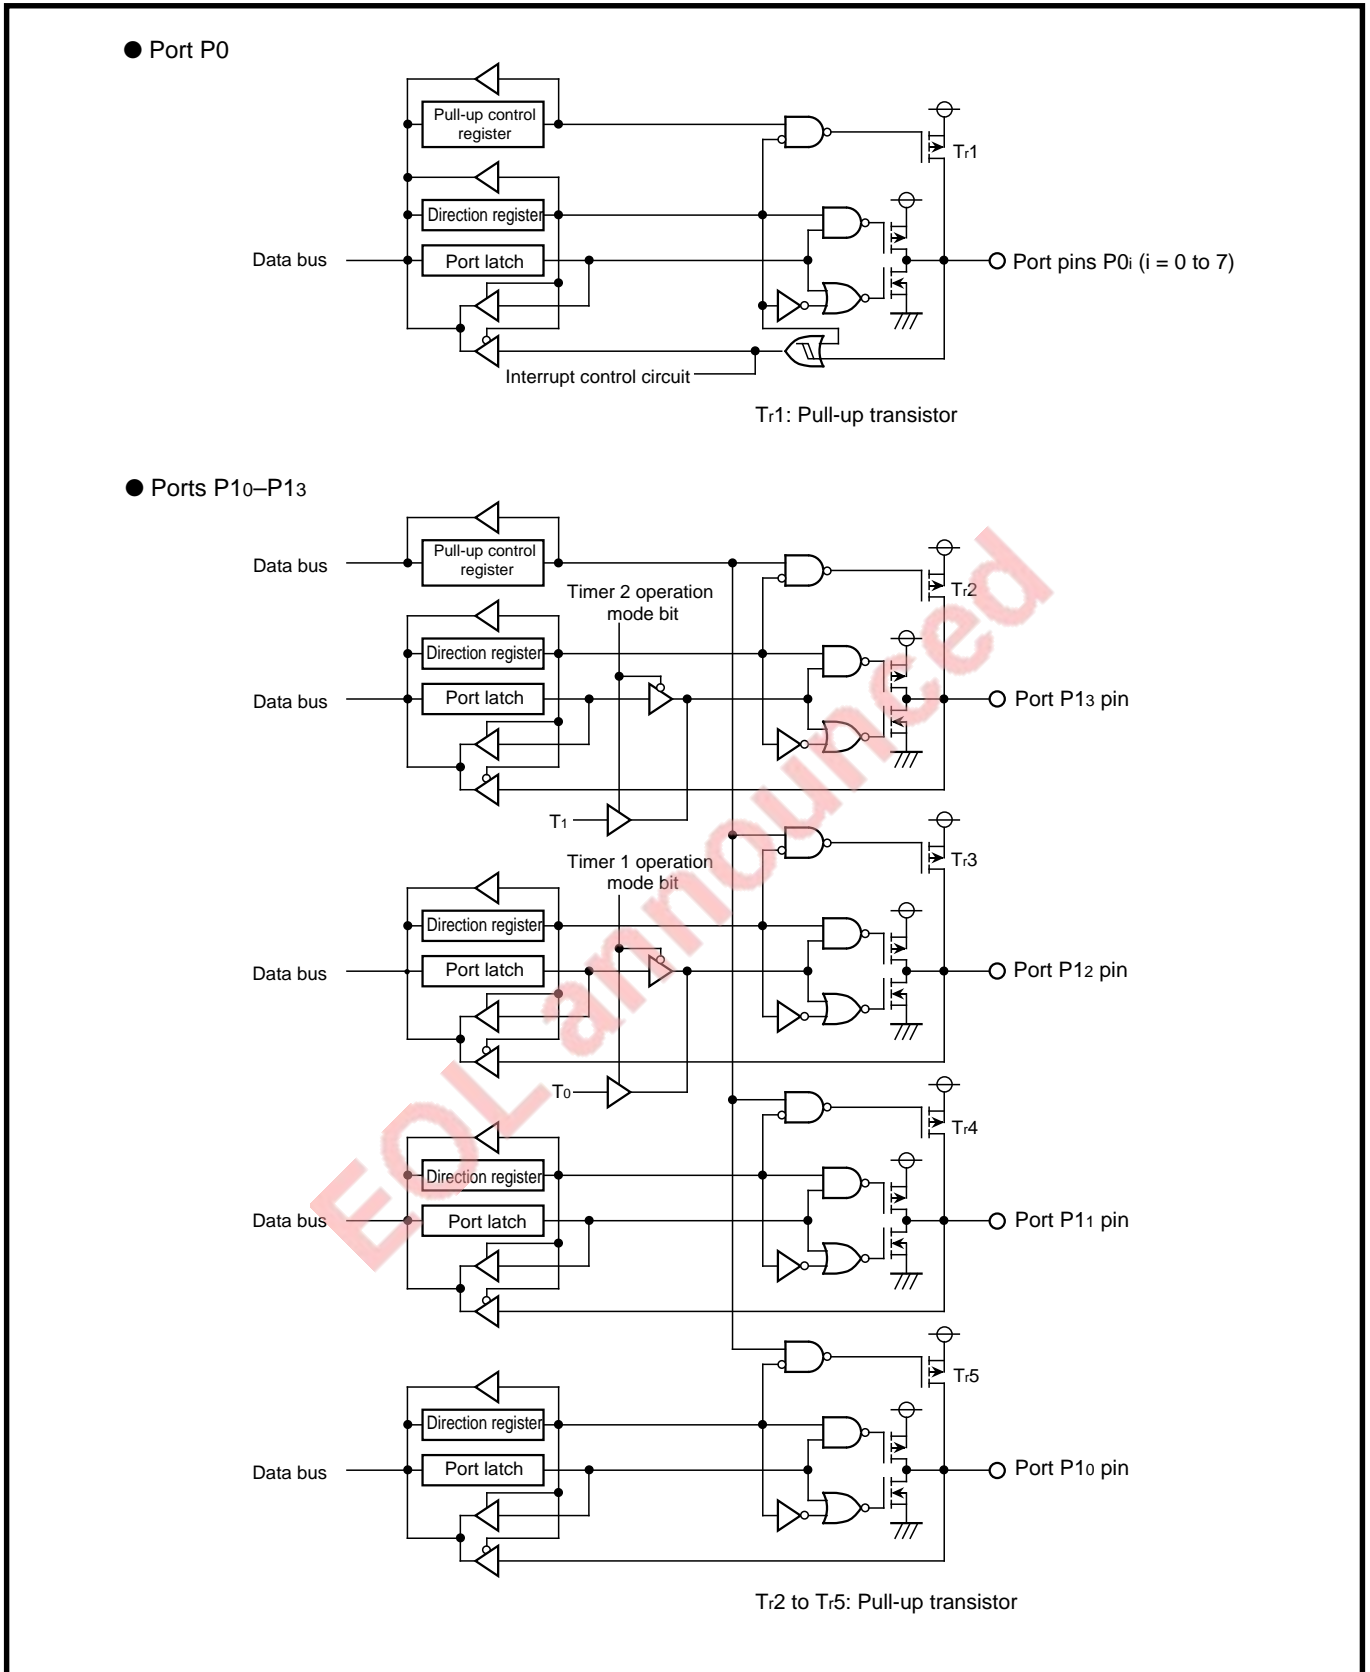 ● Port P0
Pull-up control
register
Tr1
Direction register
Data bus
Port latch
Port pins P0i (i = 0 to 7)
Interrupt control circuit
Tr1: Pull-up transistor
● Ports P10–P13
Data bus
Pull-up control
register
Tr2
Timer 2 operation
mode bit
Direction register
Data bus
Port latch
Port P13 pin
T1
Tr3
Timer 1 operation
mode bit
Direction register
Data bus
Port latch
Port P12 pin
T0
Tr4
Direction register
Data bus
Port latch
Port P11 pin
Tr5
Direction register
Data bus
Port latch
Port P10 pin
Tr2 to Tr5: Pull-up transistor
EOL announced